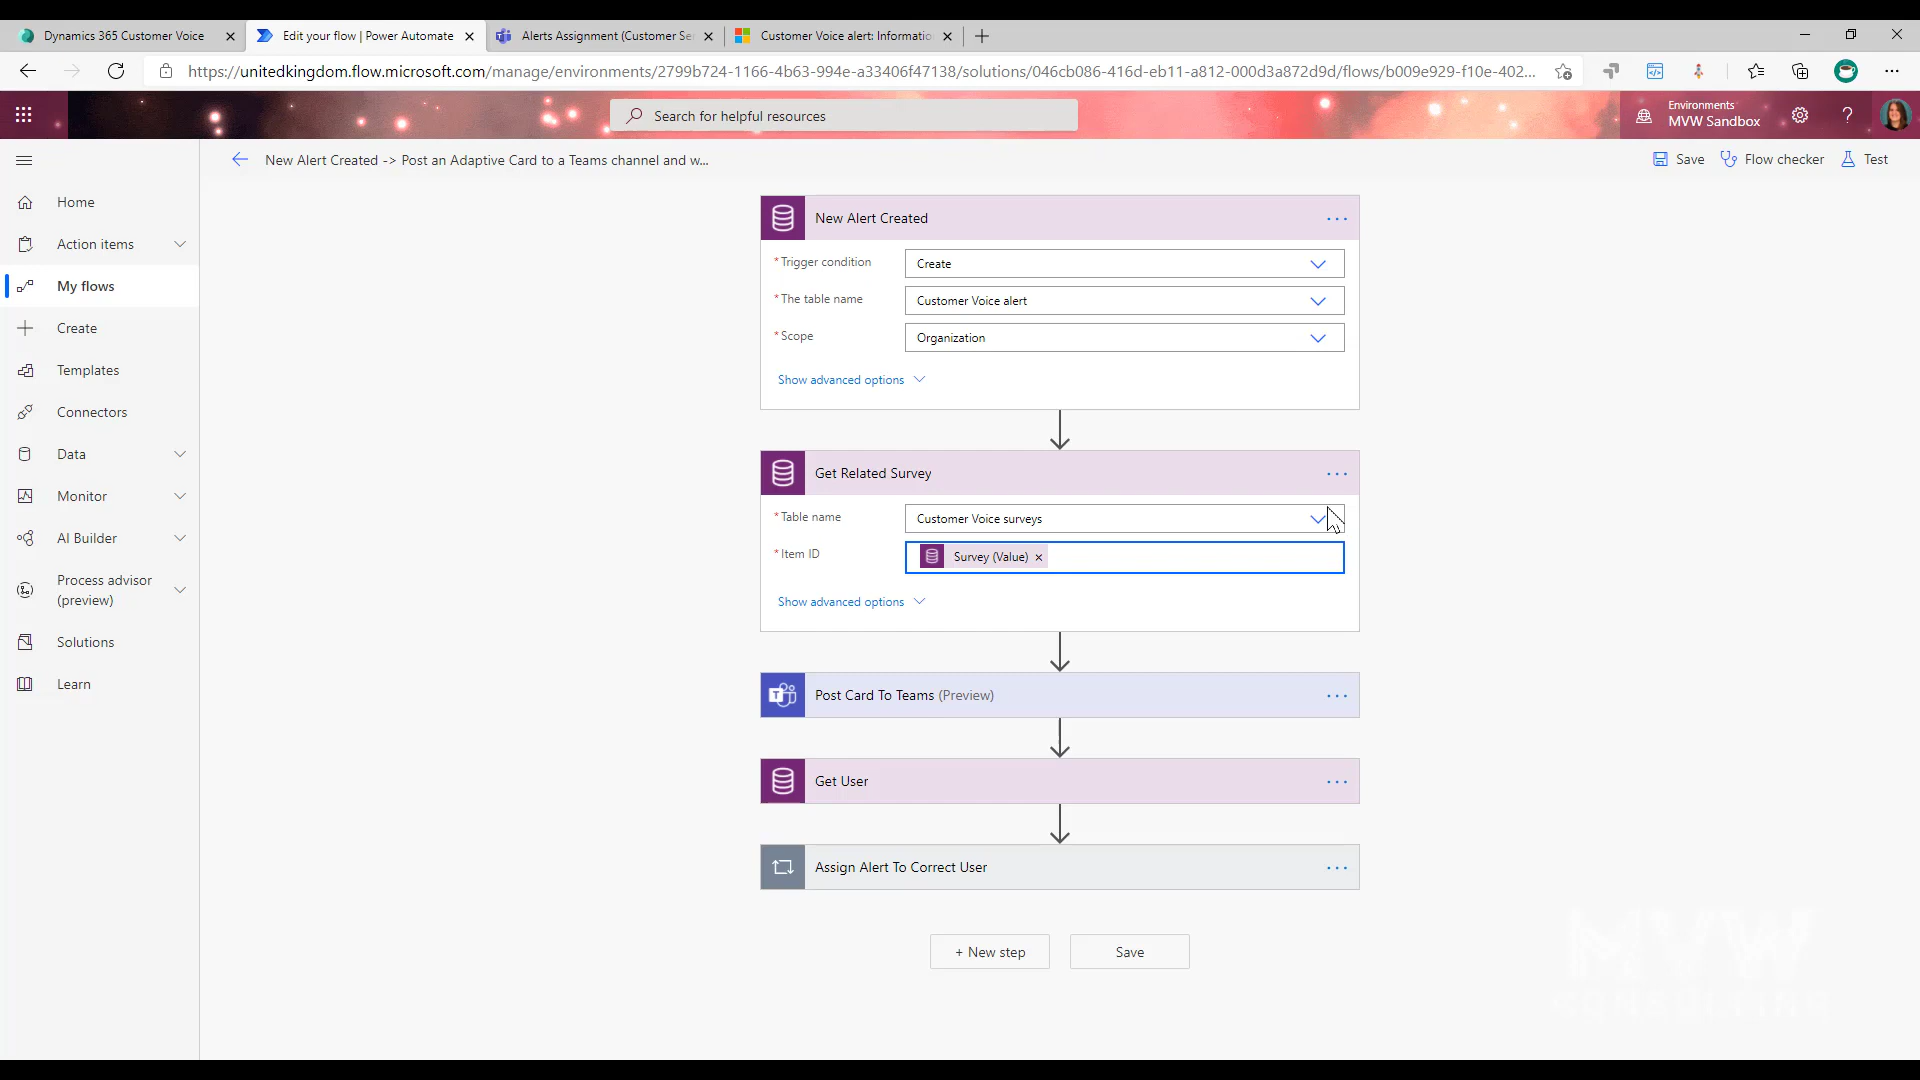 Dynamics 365 Customer Voice
Edit your flow | Power Automate
Alerts Assignment (Customer Se
Customer Voice alert: Informatio
https://unitedkingdom.flow.microsoft.com/manage/environments/2799b724-1166-4b63-994e-a33406f47138/solutions/046cb086-416d-eb11-a812-000d3a872d9d/flows/b009e929-f10e-402...
Search for helpful resources
Environments
MVW Sandbox
New Alert Created -> Post an Adaptive Card to a Teams channel and w...
Save
Flow checker
Test
Home
Action items
My flows
Create
Templates
Connectors
Data
Monitor
AI Builder
Process advisor
(preview)
Solutions
Learn
New Alert Created
* Trigger condition
Create
* The table name
Customer Voice alert
* Scope
Organization
Show advanced options
Get Related Survey
* Table name
Customer Voice surveys
* Item ID
Survey (Value)
Show advanced options
Post Card To Teams (Preview)
Get User
Assign Alert To Correct User
+ New step
Save
MVW
CONSULTING